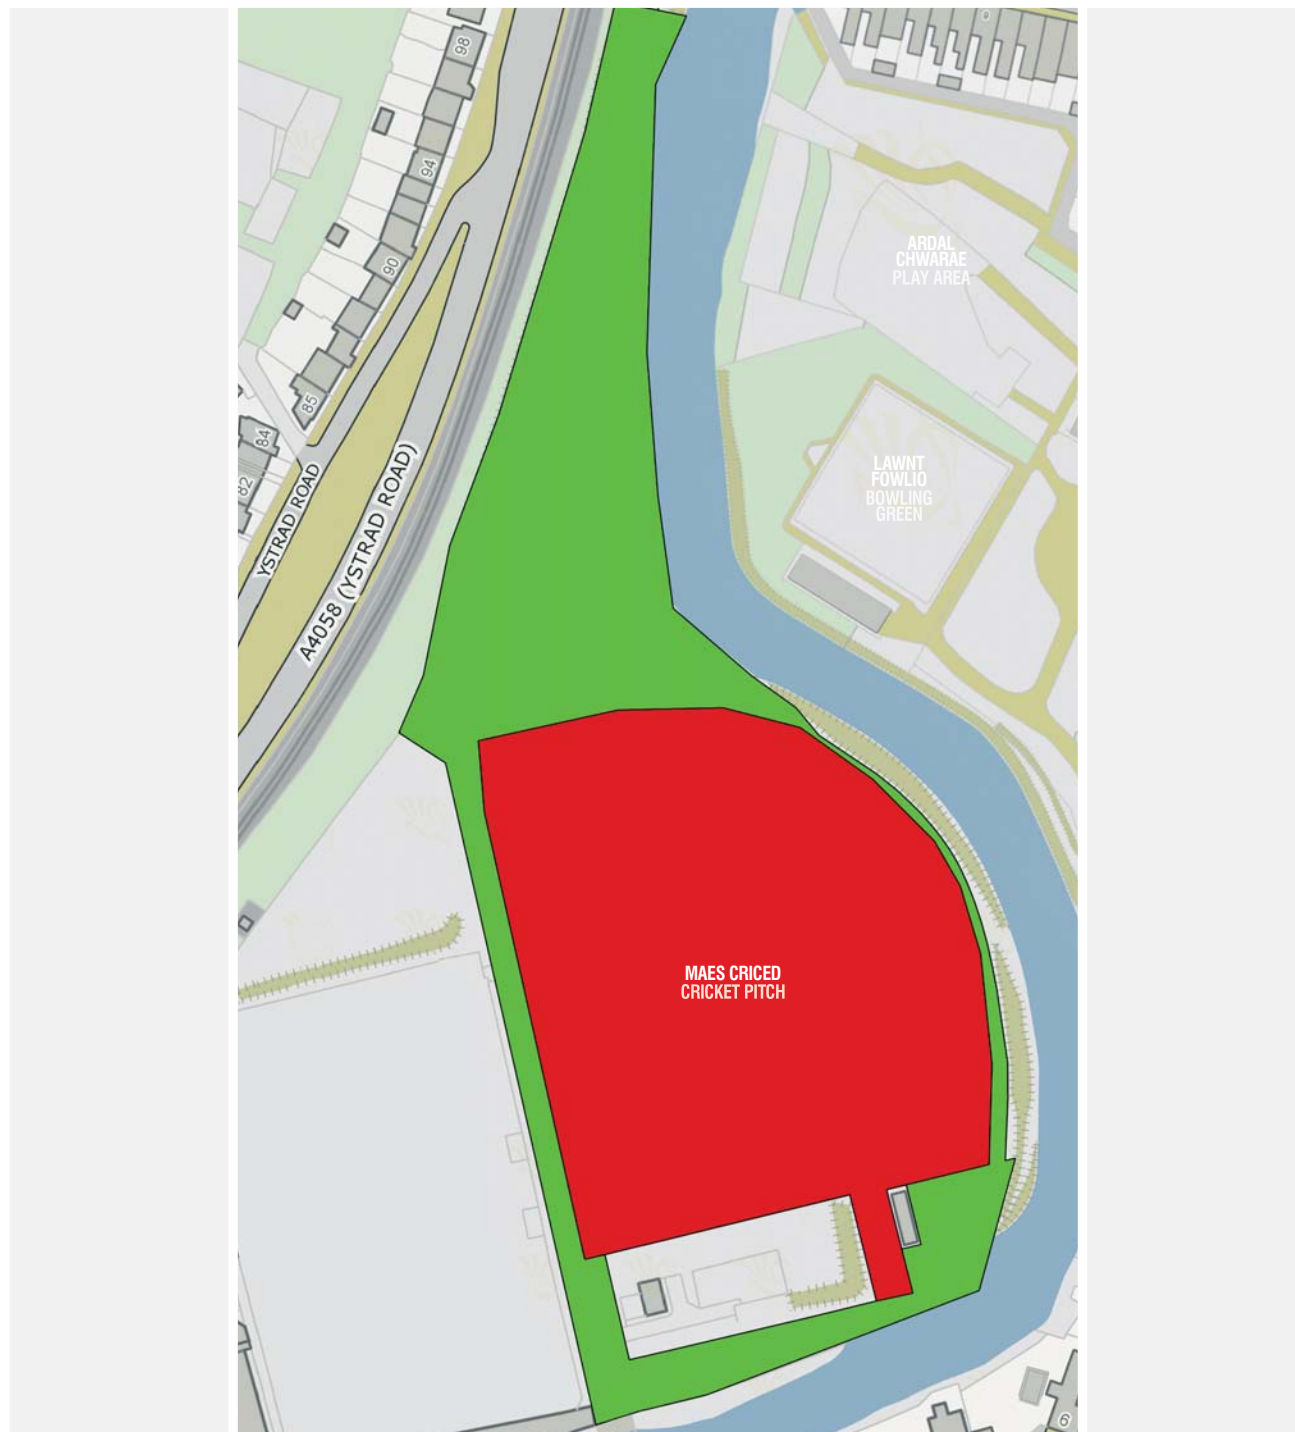 9
98
94
ARDAL
CHWARAE
PLAY AREA
90
85
84
82
YSTRAD ROAD
A4058 (YSTRAD ROAD)
LAWNT
FOWLIO
BOWLING
GREEN
MAES CRICED
CRICKET PITCH
6